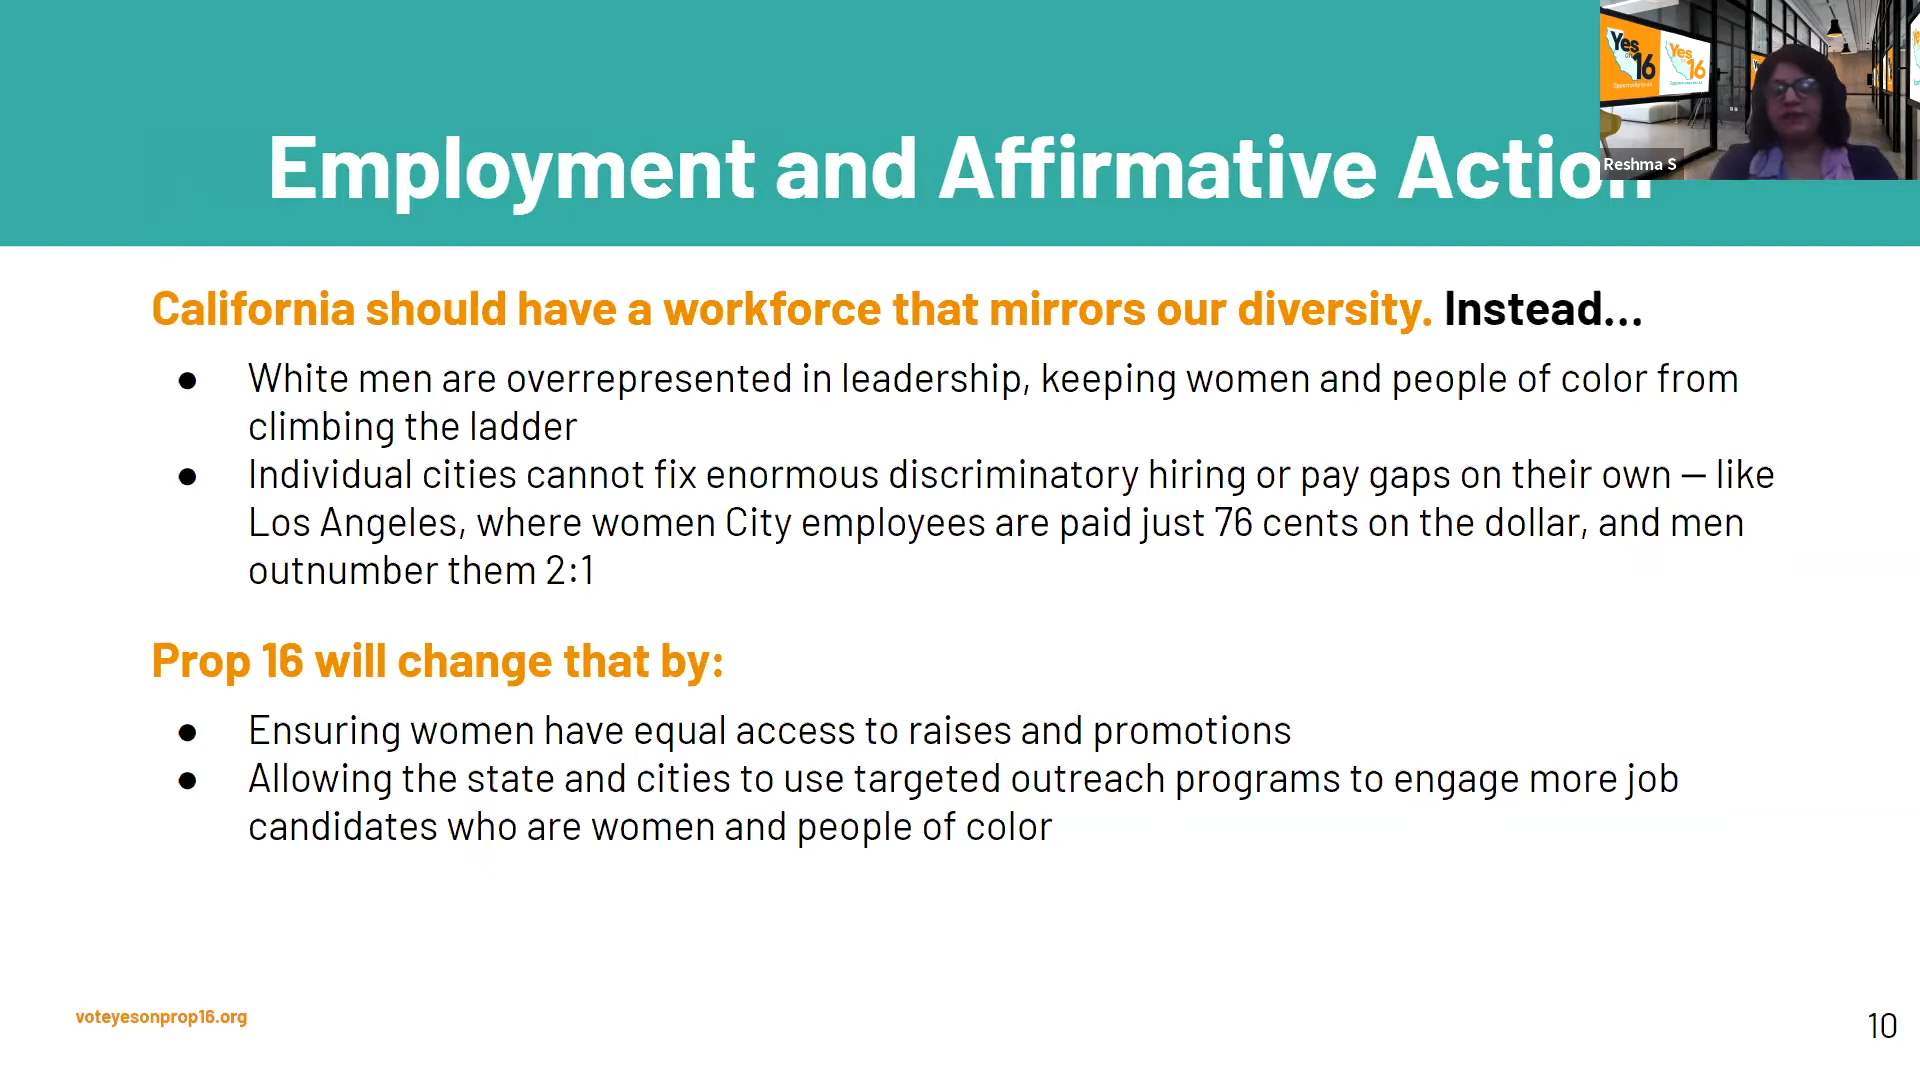 Yes
16
Yes
16
Reshma S
Employment and Affirmative Action
California should have a workforce that mirrors our diversity. Instead...
● White men are overrepresented in leadership, keeping women and people of color from
climbing the ladder
● Individual cities cannot fix enormous discriminatory hiring or pay gaps on their own — like
Los Angeles, where women City employees are paid just 76 cents on the dollar, and men
outnumber them 2:1
Prop 16 will change that by:
● Ensuring women have equal access to raises and promotions
● Allowing the state and cities to use targeted outreach programs to engage more job
candidates who are women and people of color
voteyesonprop16.org
10